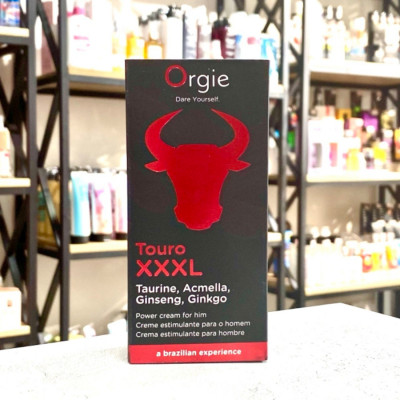 Orgie
Dare Yourself.
Touro
XXXL
Taurine, Acmella,
Ginseng, Ginkgo
Power cream for him
Creme estimulante para o homem
Crema estimulante para hombre
a brazilian experience